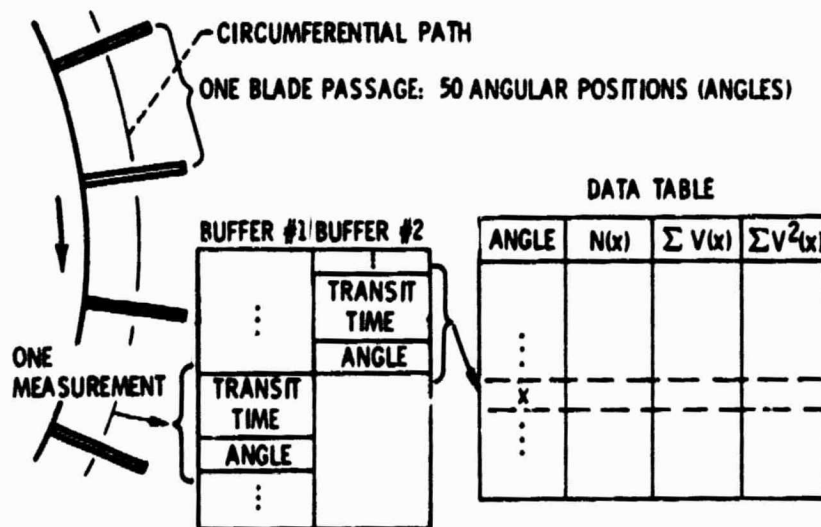 CIRCUMFERENTIAL PATH
ONE BLADE PASSAGE: 50 ANGULAR POSITIONS (ANGLES)
DATA TABLE
BUFFER #1 BUFFER #2
ANGLE N(x) Σ V(x) ΣV²(x)
TRANSIT
TIME
ANGLE
ONE
MEASUREMENT
TRANSIT
TIME
ANGLE
x